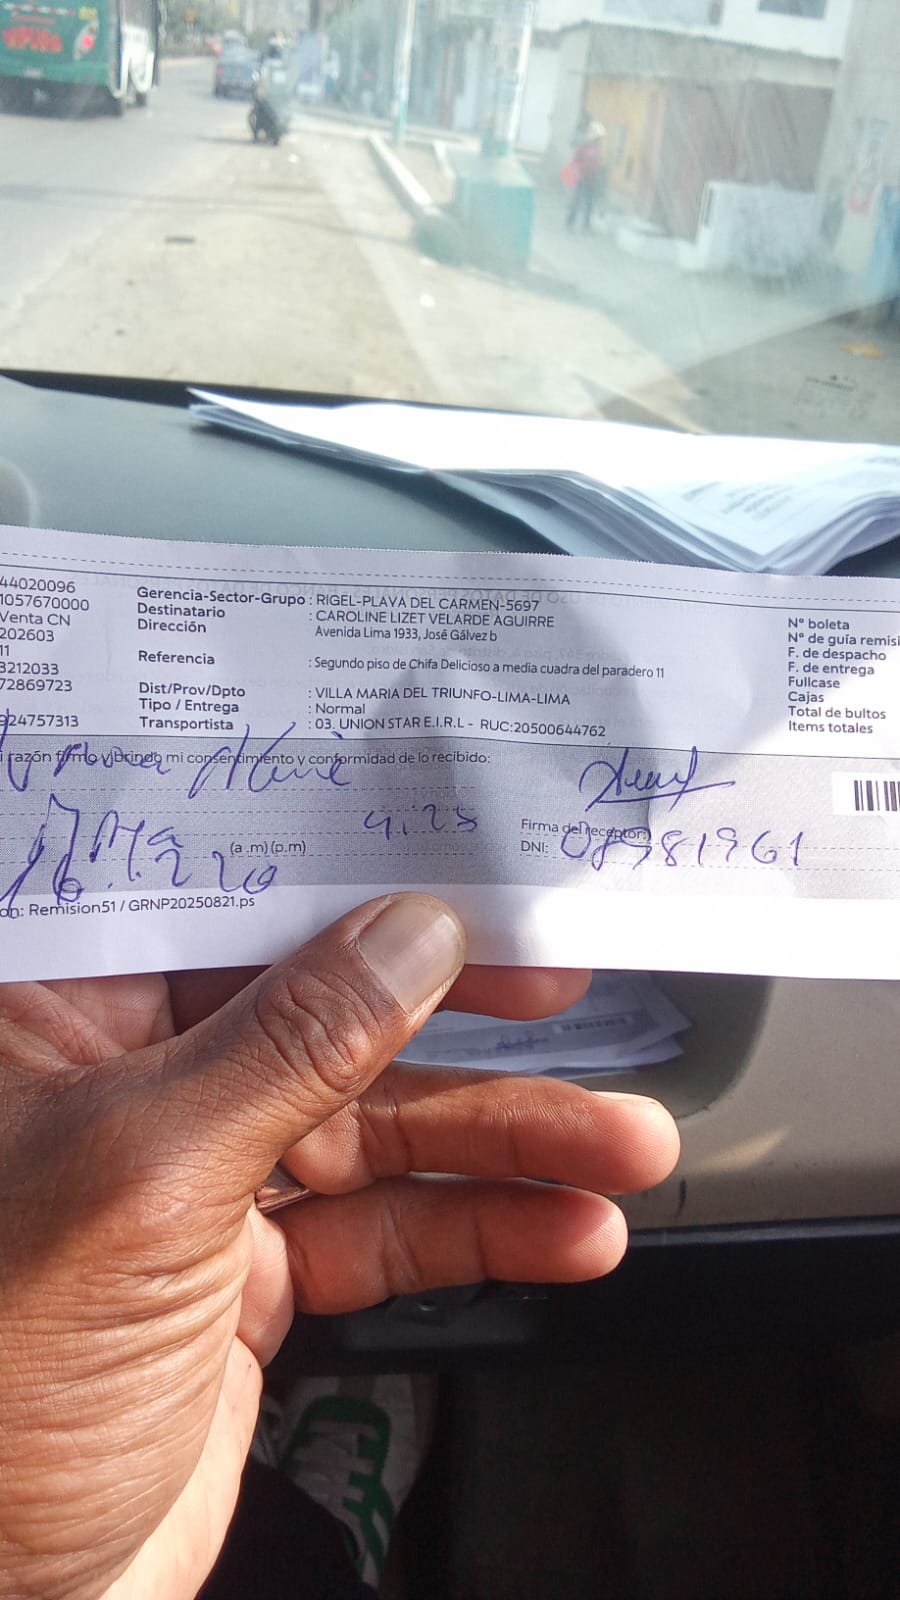 44020096
1057670000
Venta CN
202603
11
3212033
72869723
924757313
Gerencia-Sector-Grupo : RIGEL-PLAYA DEL CARMEN-5697
Destinatario : CAROLINE LIZET VELARDE AGUIRRE
Dirección Avenida Lima 1933, José Gálvez b
Referencia : Segundo piso de Chifa Delicioso a media cuadra del paradero 11
Dist/Prov/Dpto : VILLA MARIA DEL TRIUNFO-LIMA-LIMA
Tipo / Entrega : Normal
Transportista : 03. UNION STAR E.I.R.L - RUC:20500644762
N° boleta
N° de guía remisi
F. de despacho
F. de entrega
Fullcase
Cajas
Total de bultos
Items totales
i razón firmo y brindo mi consentimiento y conformidad de lo recibido:
4:25
(a .m) (p.m)
Firma del receptor:
DNI: 08981961
on: Remision51 / GRNP20250821.ps